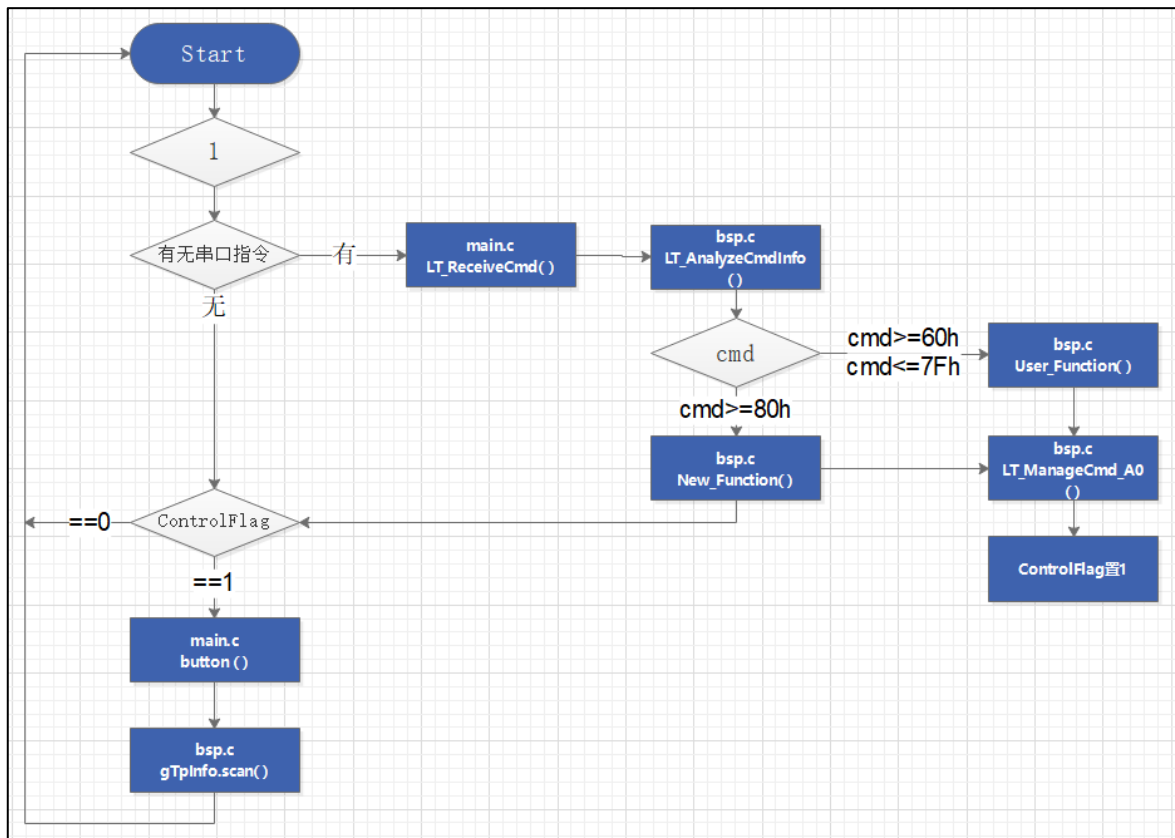 Start
1
有无串口指令
有
main.c
LT_ReceiveCmd()
bsp.c
LT_AnalyzeCmdInfo
()
无
cmd
cmd>=60h
cmd<=7Fh
bsp.c
User_Function()
cmd>=80h
bsp.c
New_Function()
bsp.c
LT_ManageCmd_A0
()
ControlFlag
==0
==1
ControlFlag置1
main.c
button ()
bsp.c
gTpInfo.scan()